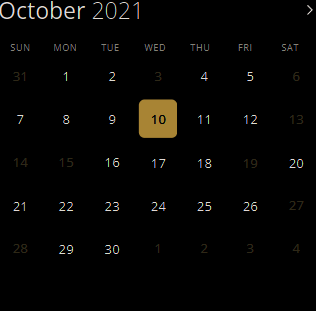 October 2021 >
SUN MON TUE WED THU FRI SAT
31 1 2 3 4 5 6
7 8 9 10 11 12 13
14 15 16 17 18 19 20
21 22 23 24 25 26 27
28 29 30 1 2 3 4